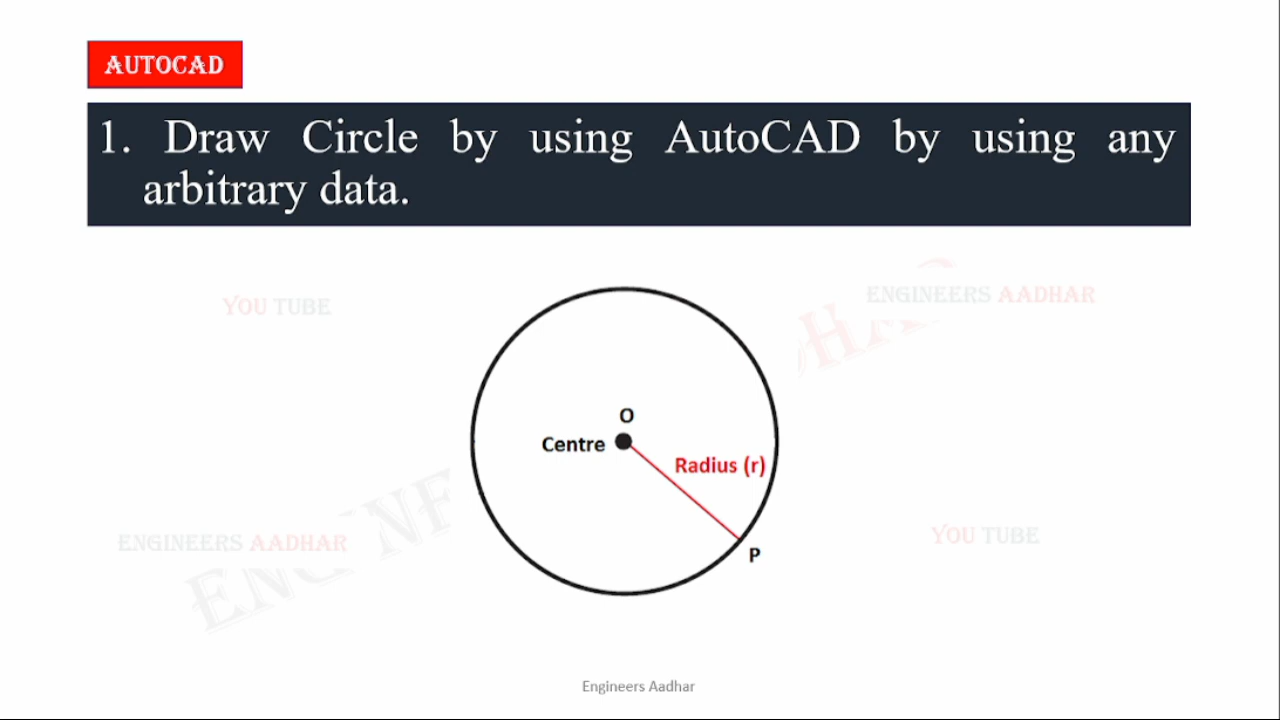 AUTOCAD
1. Draw Circle by using AutoCAD by using any
arbitrary data.
YOU TUBE
ENGINEERS AADHAR
O
Centre
Radius (r)
P
ENGINEERS AADHAR
YOU TUBE
Engineers Aadhar